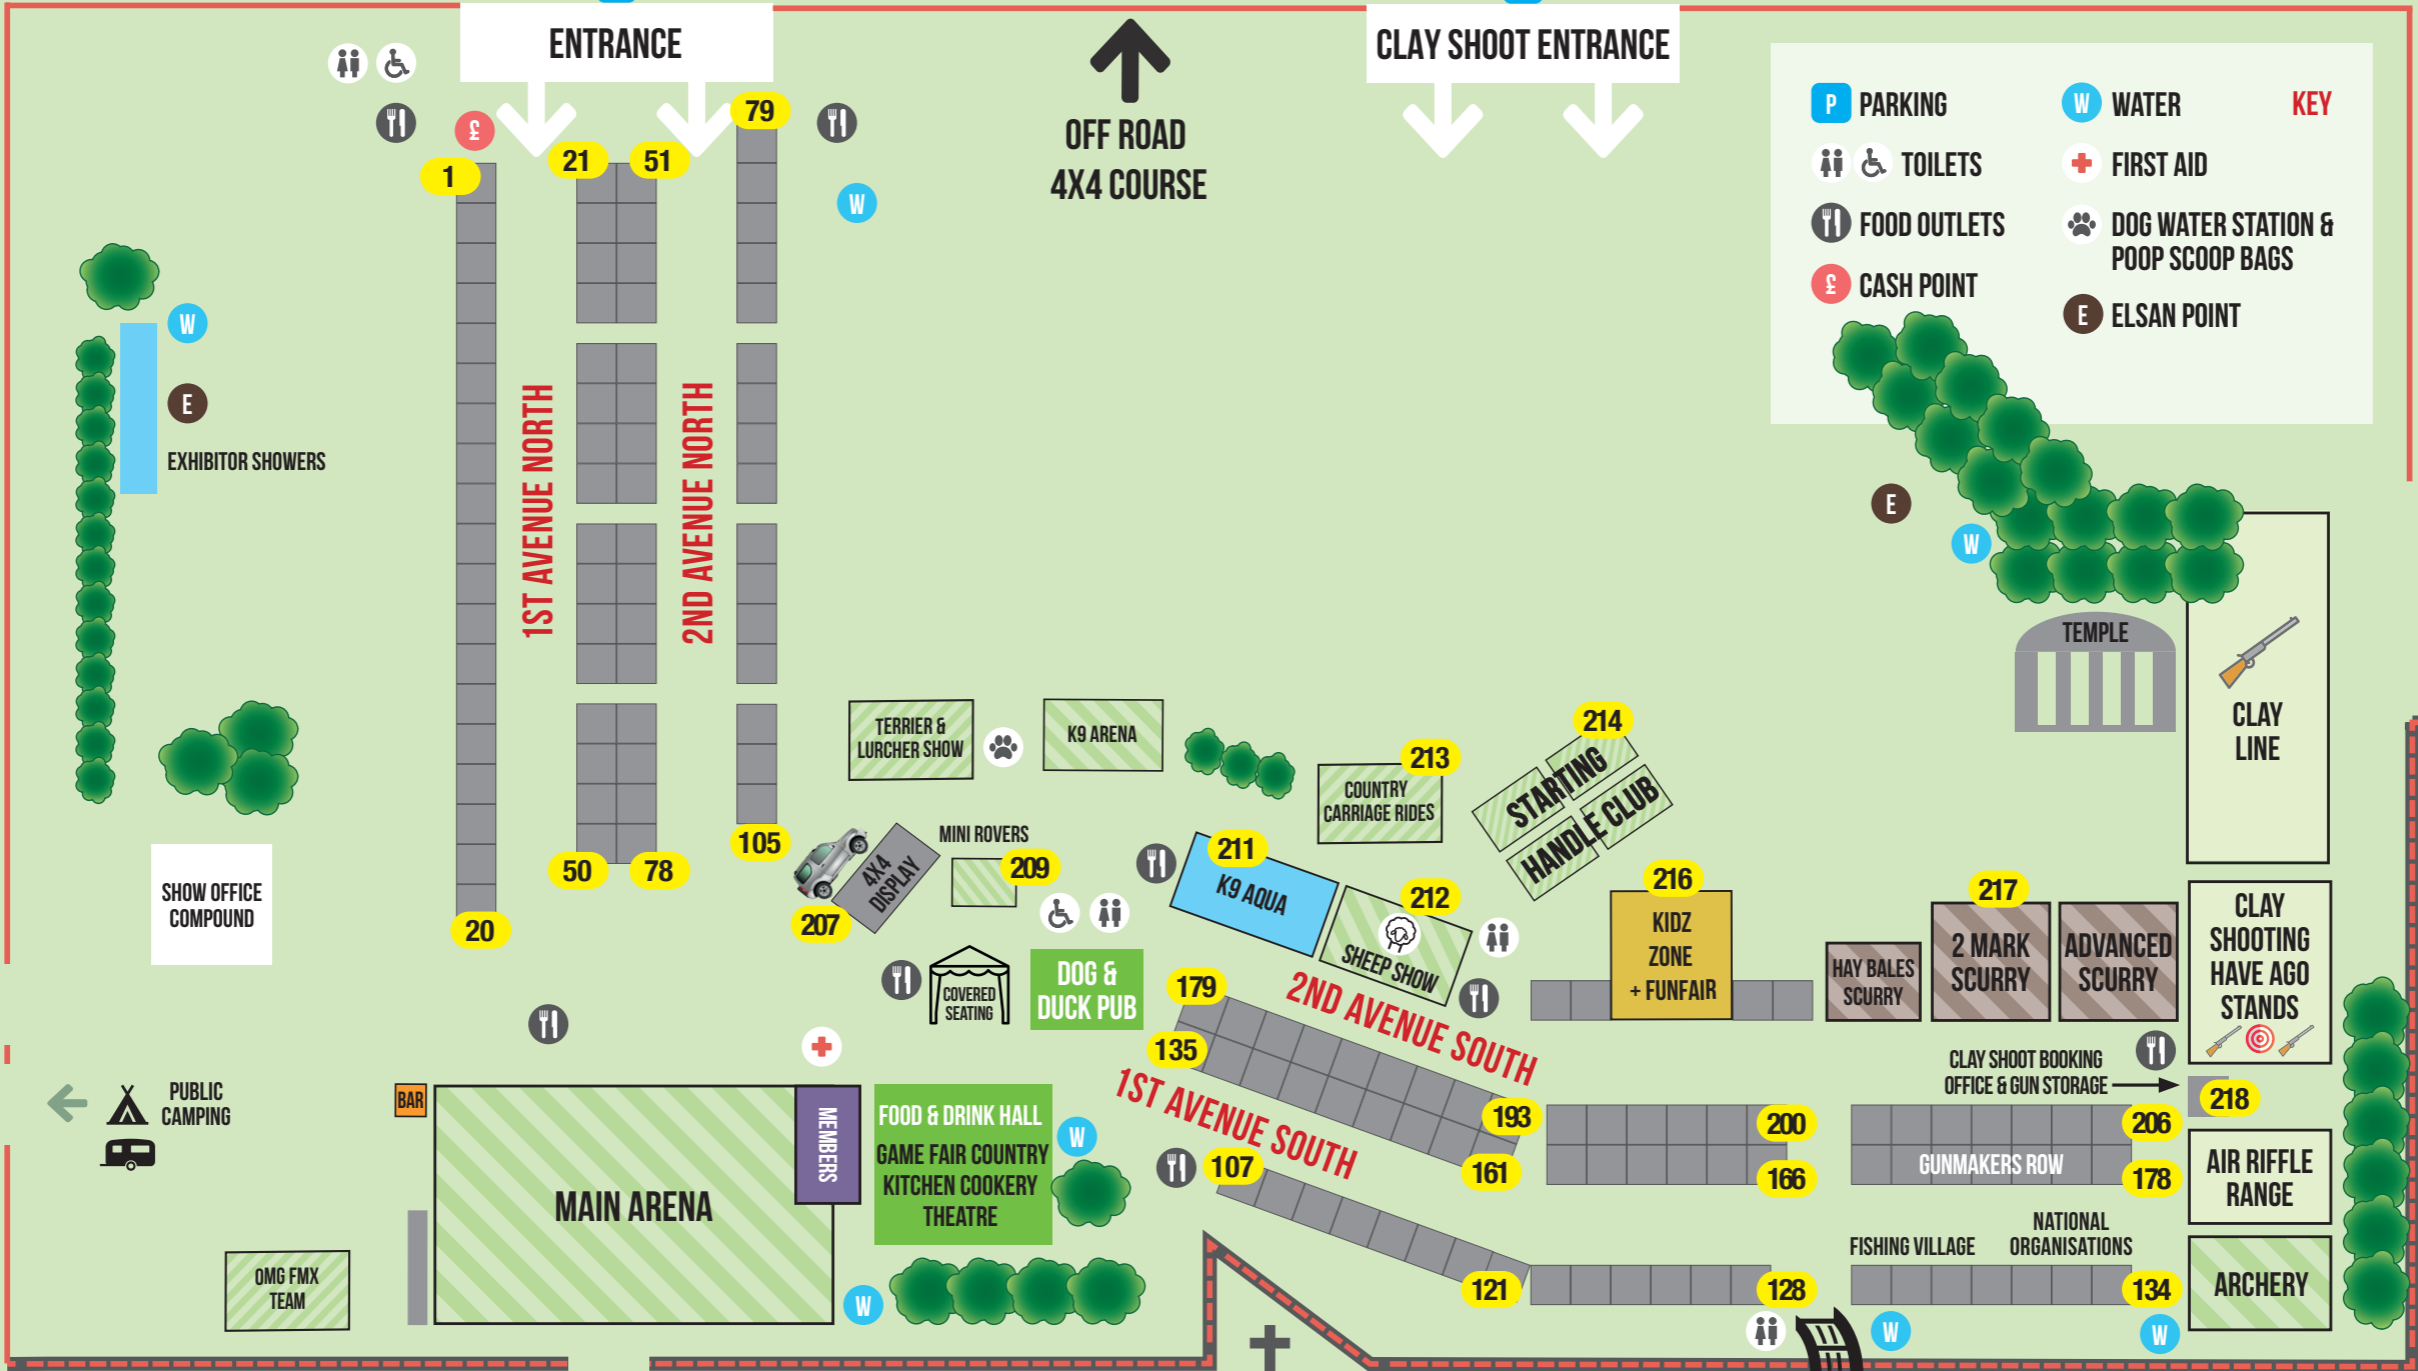 ENTRANCE
CLAY SHOOT ENTRANCE
OFF ROAD
4X4 COURSE
KEY
P PARKING
TOILETS
FOOD OUTLETS
£ CASH POINT
W WATER
FIRST AID
DOG WATER STATION &
POOP SCOOP BAGS
E ELSAN POINT
£
1
21
51
79
W
W
E
EXHIBITOR SHOWERS
1ST AVENUE NORTH
2ND AVENUE NORTH
E
W
TEMPLE
CLAY
LINE
TERRIER &
LURCHER SHOW
K9 ARENA
213
COUNTRY
CARRIAGE RIDES
214
STARTING
HANDLE CLUB
SHOW OFFICE
COMPOUND
20
50
78
105
207
4X4
DISPLAY
MINI ROVERS
209
211
K9 AQUA
212
SHEEP SHOW
216
KIDZ
ZONE
+ FUNFAIR
HAY BALES
SCURRY
217
2 MARK
SCURRY
ADVANCED
SCURRY
CLAY
SHOOTING
HAVE AGO
STANDS
COVERED
SEATING
DOG &
DUCK PUB
179
135
2ND AVENUE SOUTH
1ST AVENUE SOUTH
193
161
CLAY SHOOT BOOKING
OFFICE & GUN STORAGE
218
200
166
206
GUNMAKERS ROW
178
AIR RIFFLE
RANGE
PUBLIC
CAMPING
BAR
MAIN ARENA
MEMBERS
FOOD & DRINK HALL
GAME FAIR COUNTRY
KITCHEN COOKERY
THEATRE
W
107
121
128
FISHING VILLAGE
NATIONAL
ORGANISATIONS
134
ARCHERY
OMG FMX
TEAM
W
W
W